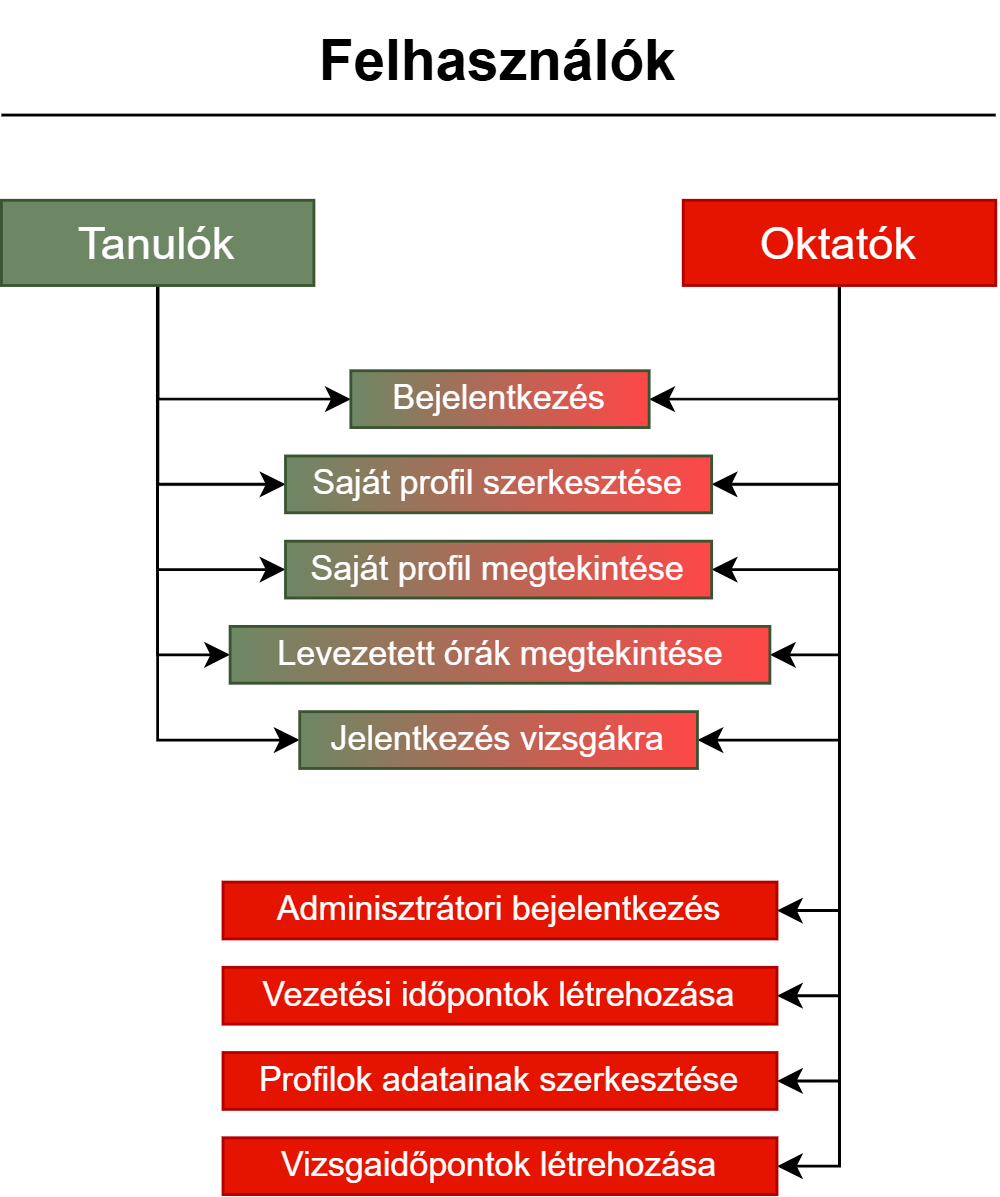 Felhasználók
Tanulók
Oktatók
Bejelentkezés
Saját profil szerkesztése
Saját profil megtekintése
Levezetett órák megtekintése
Jelentkezés vizsgákra
Adminisztrátori bejelentkezés
Vezetési időpontok létrehozása
Profilok adatainak szerkesztése
Vizsgaidőpontok létrehozása